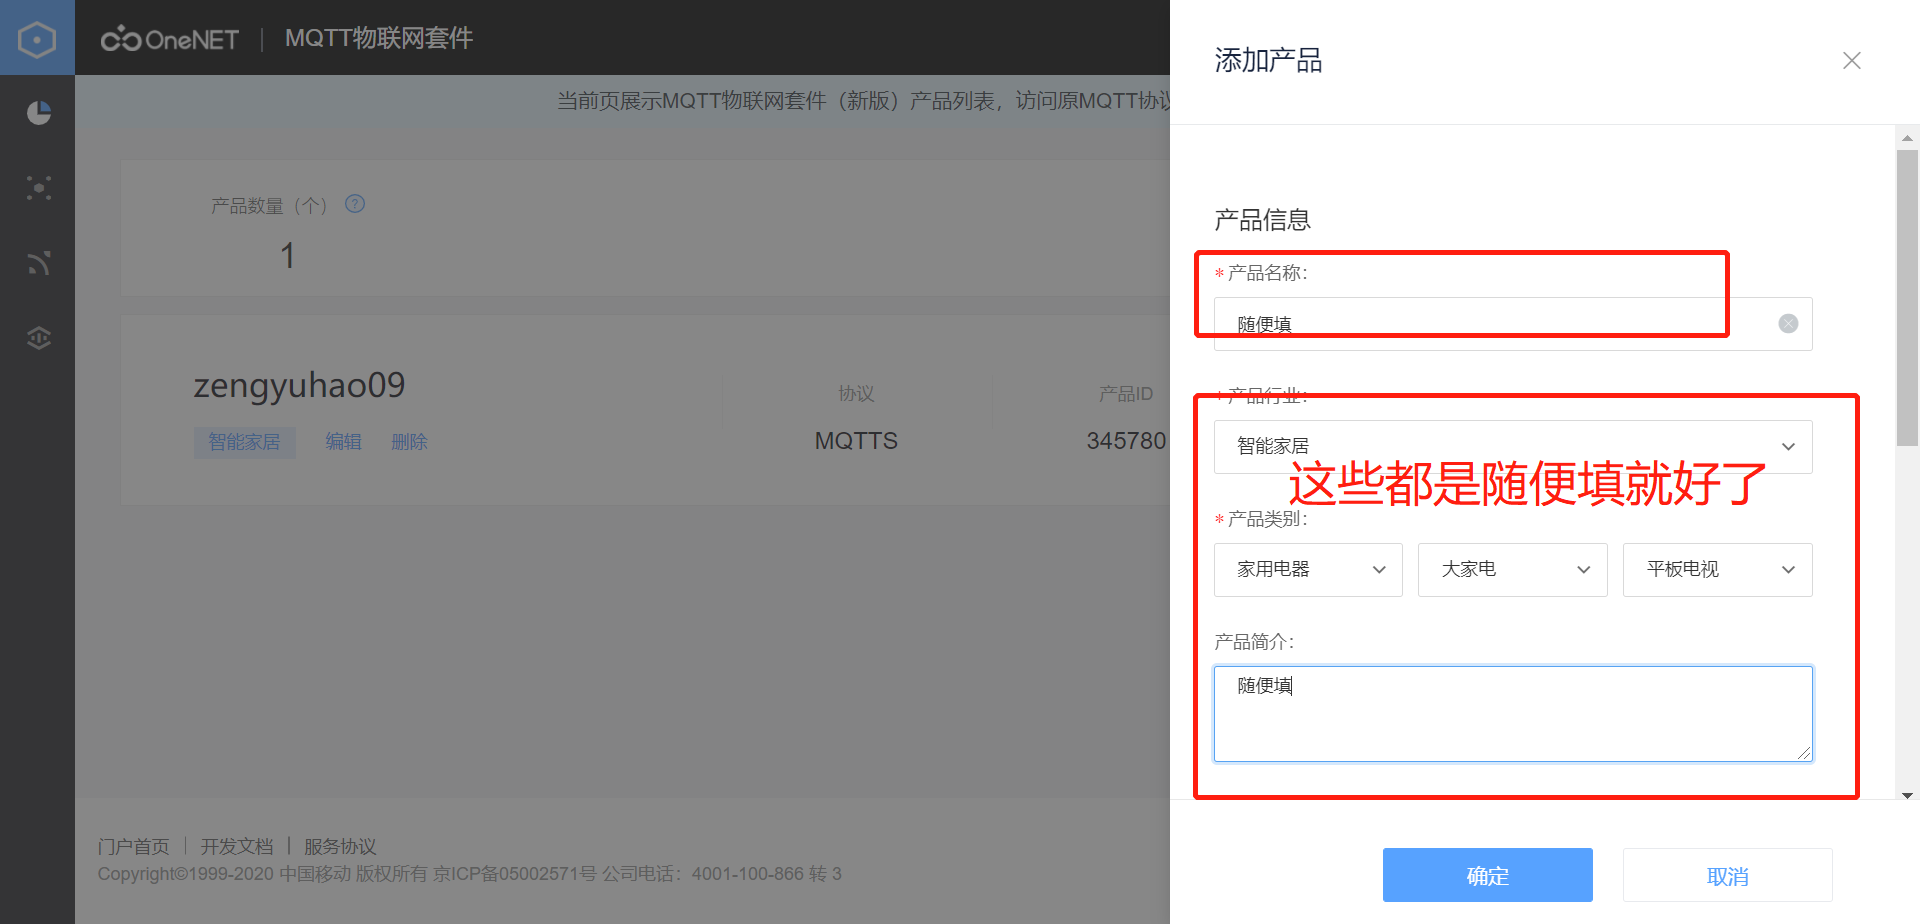 OneNET
MQTT物联网套件
当前页展示MQTT物联网套件（新版）产品列表，访问原MQTT协议
产品数量（个） ?
1
zengyuhao09
智能家居 编辑 删除
协议
MQTTS
产品ID
345780
门户首页 | 开发文档 | 服务协议
Copyright©1999-2020 中国移动 版权所有 京ICP备05002571号 公司电话：4001-100-866 转 3
添加产品
产品信息
* 产品名称：
随便填
* 产品行业：
智能家居
这些都是随便填就好了
* 产品类别：
家用电器 大家电 平板电视
产品简介：
随便填
确定 取消